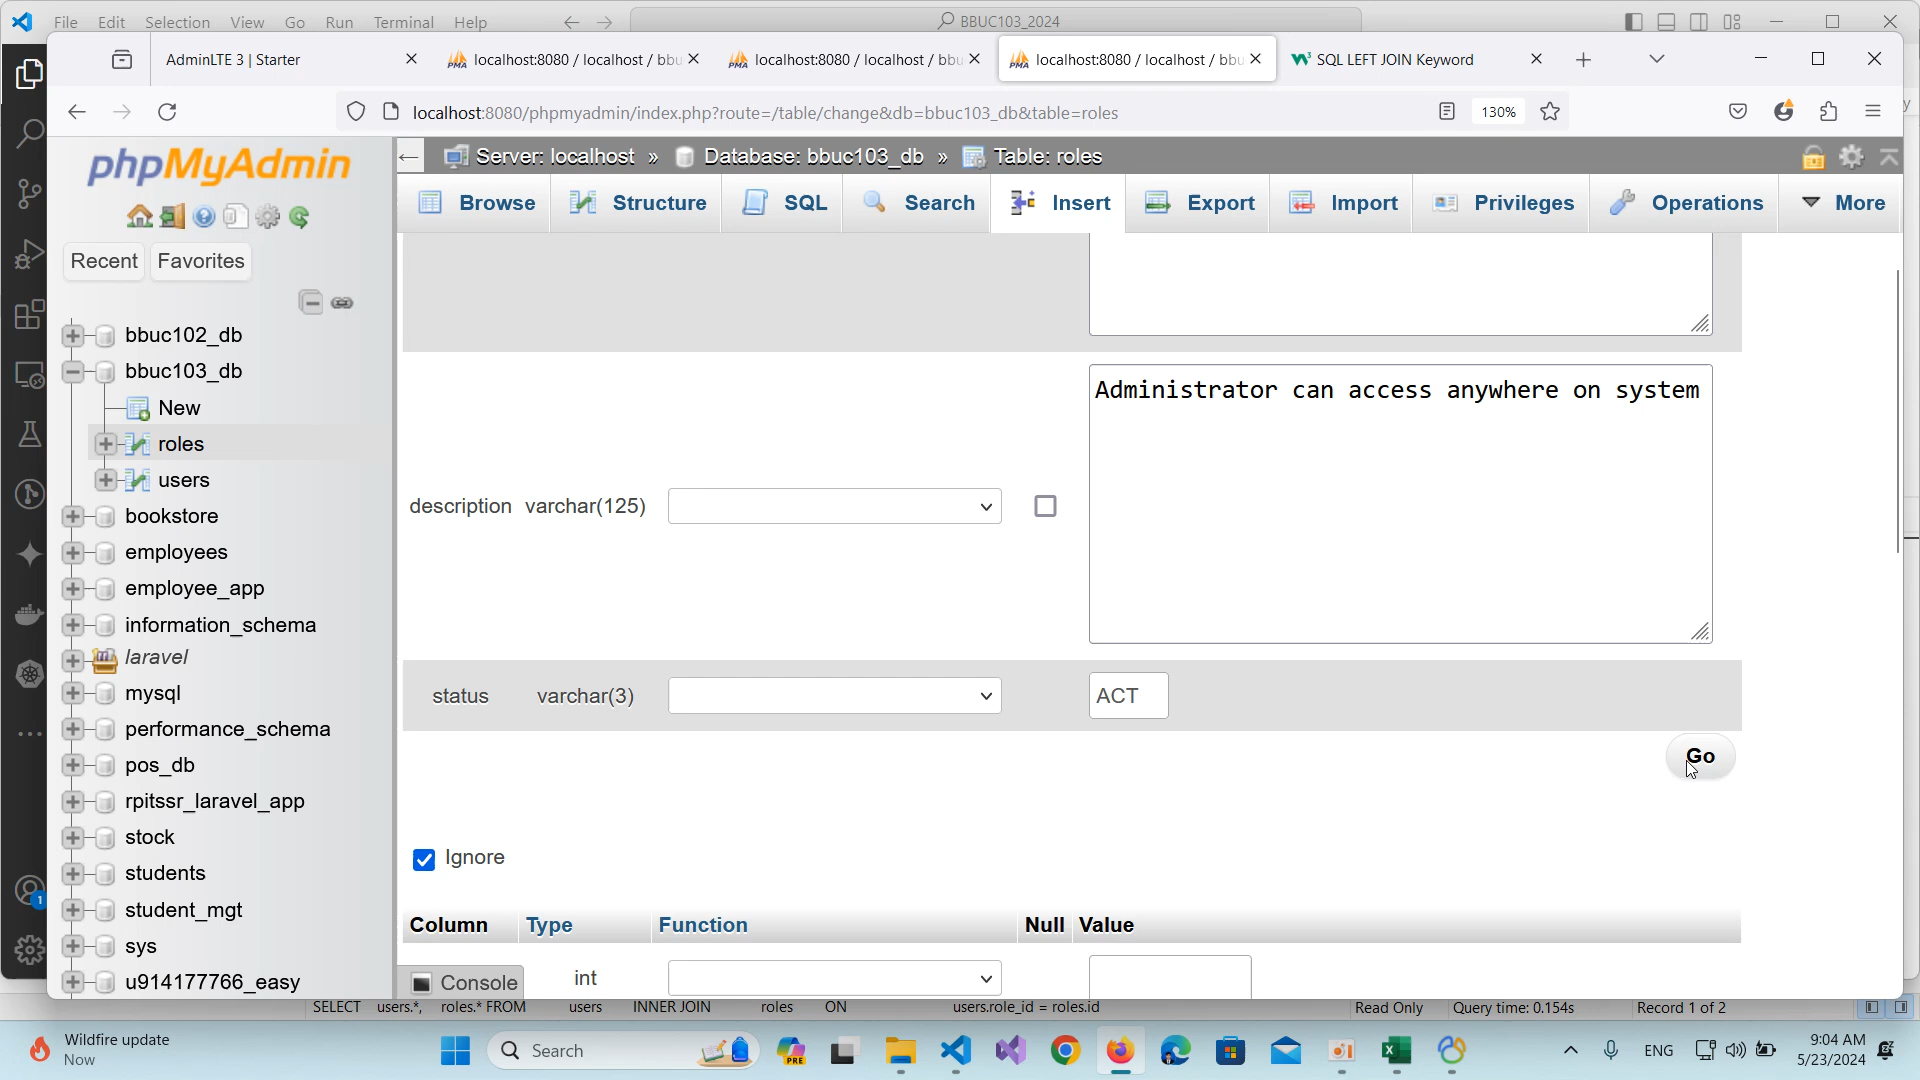 File Edit Selection View Go Run Terminal Help BBUC103_2024
AdminLTE 3 | Starter localhost:8080 / localhost / bbu localhost:8080 / localhost / bbu localhost:8080 / localhost / bbu SQL LEFT JOIN Keyword
localhost:8080/phpmyadmin/index.php?route=/table/change&db=bbuc103_db&table=roles 130%
phpMyAdmin
Server: localhost » Database: bbuc103_db » Table: roles
Browse Structure SQL Search Insert Export Import Privileges Operations More
Recent Favorites
bbuc102_db
bbuc103_db
New
roles
users
bookstore
employees
employee_app
information_schema
laravel
mysql
performance_schema
pos_db
rpitssr_laravel_app
stock
students
student_mgt
sys
u914177766_easy
Administrator can access anywhere on system
description varchar(125)
status varchar(3) ACT
Go
Ignore
Column Type Function Null Value
int
Console
SELECT users.*, roles.* FROM users INNER JOIN roles ON users.role_id = roles.id Read Only Query time: 0.154s Record 1 of 2
Wildfire update
Now
Search
PRE
ENG
9:04 AM
5/23/2024